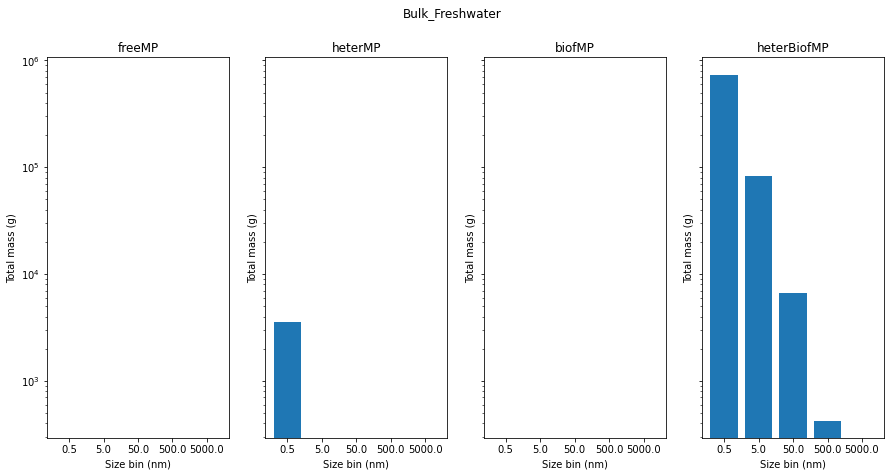 Bulk_Freshwater
freeMP
heterMP
biofMP
heterBiofMP
10⁶
10⁵
10⁴
10³
Total mass (g)
Total mass (g)
Total mass (g)
Total mass (g)
0.5 5.0 50.0 500.0 5000.0
0.5 5.0 50.0 500.0 5000.0
0.5 5.0 50.0 500.0 5000.0
0.5 5.0 50.0 500.0 5000.0
Size bin (nm)
Size bin (nm)
Size bin (nm)
Size bin (nm)